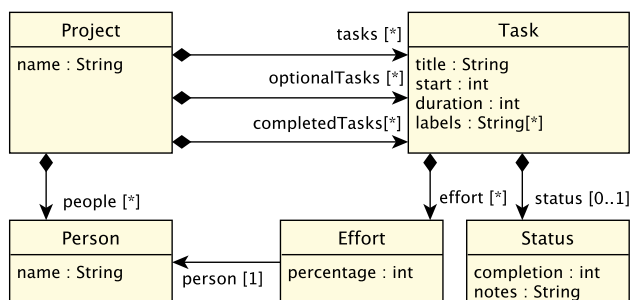 Project
name : String
tasks [*]
optionalTasks [*]
completedTasks[*]
Task
title : String
start : int
duration : int
labels : String[*]
people [*]
effort [*]
status [0..1]
Person
name : String
person [1]
Effort
percentage : int
Status
completion : int
notes : String